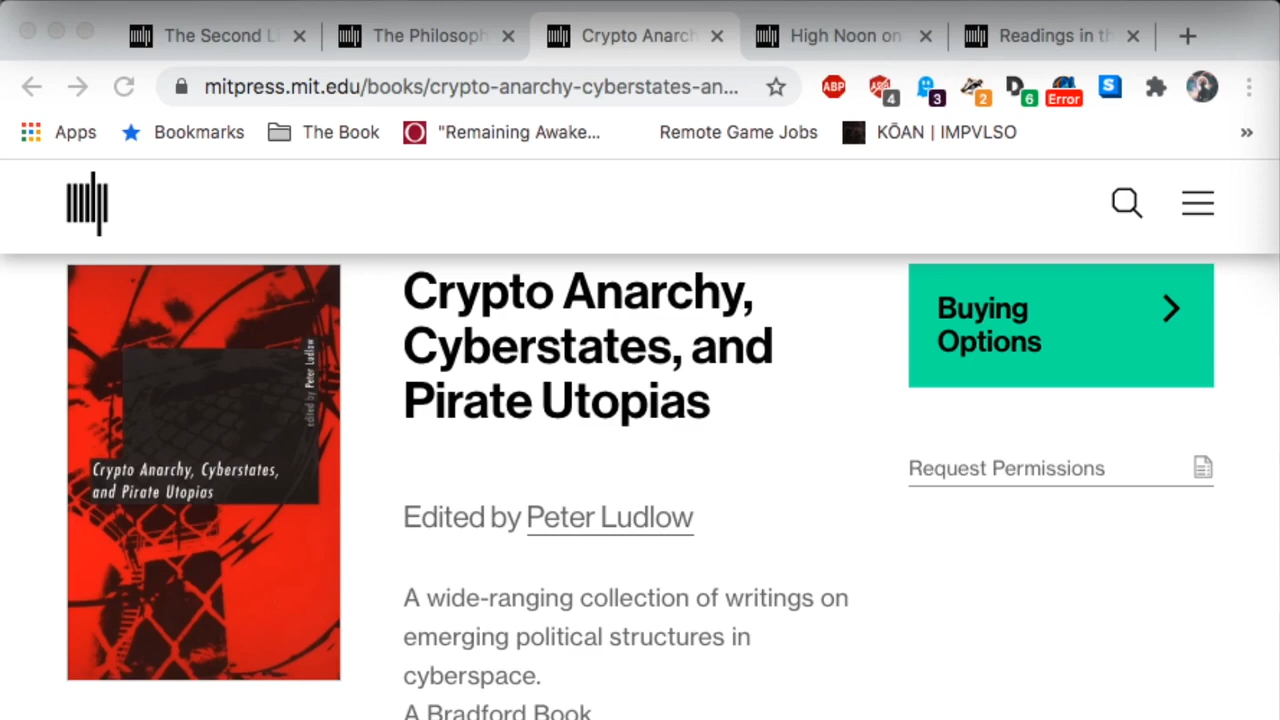 The Second L
The Philosoph
Crypto Anarch
High Noon on
Readings in th
mitpress.mit.edu/books/crypto-anarchy-cyberstates-an...
ABP
4
3
2
D 6
Error
S
Apps
Bookmarks
The Book
"Remaining Awake...
Remote Game Jobs
KŌAN | IMPVLSO
»
edited by Peter Ludlow
Crypto Anarchy, Cyberstates,
and Pirate Utopias
Crypto Anarchy,
Cyberstates, and
Pirate Utopias
Edited by Peter Ludlow
A wide-ranging collection of writings on
emerging political structures in
cyberspace.
A Bradford Book
Buying
Options
Request Permissions